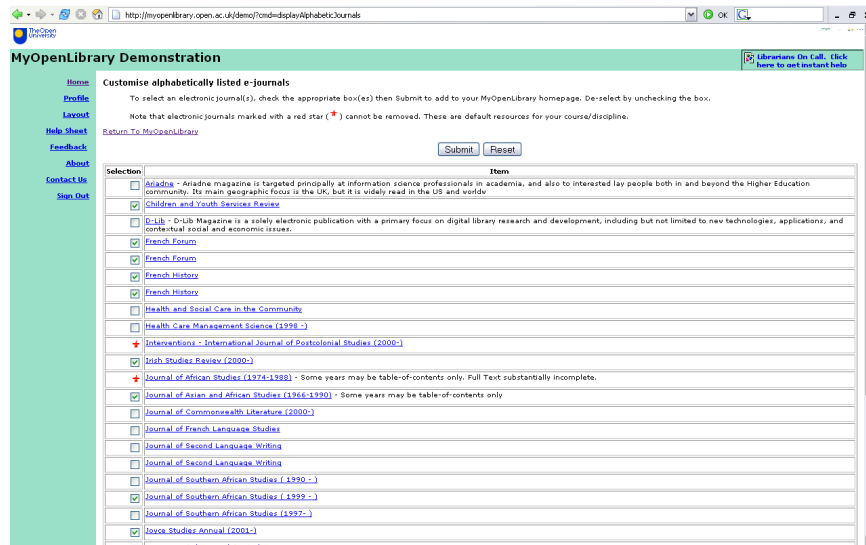 http://myopenlibrary.open.ac.uk/demo/?cmd=displayAlphabeticJournals
OK
The Open
University
MyOpenLibrary Demonstration
Librarians On Call. Click
here to get instant help
Home
Profile
Layout
Help Sheet
Feedback
About
Contact Us
Sign Out
Customise alphabetically listed e-journals
To select an electronic journal(s), check the appropriate box(es) then Submit to add to your MyOpenLibrary homepage. De-select by unchecking the box.
Note that electronic journals marked with a red star ( ) cannot be removed. These are default resources for your course/discipline.
Return To MyOpenLibrary
Submit Reset
Selection Item
Ariadne - Ariadne magazine is targeted principally at information science professionals in academia, and also to interested lay people both in and beyond the Higher Education
community. Its main geographic focus is the UK, but it is widely read in the US and worldv
Children and Youth Services Review
D-Lib - D-Lib Magazine is a solely electronic publication with a primary focus on digital library research and development, including but not limited to new technologies, applications, and
contextual social and economic issues.
French Forum
French Forum
French History
French History
Health and Social Care in the Community
Health Care Management Science (1998 -)
Interventions - International Journal of Postcolonial Studies (2000-)
Irish Studies Review (2000-)
Journal of African Studies (1974-1988) - Some years may be table-of-contents only. Full Text substantially incomplete.
Journal of Asian and African Studies (1966-1990) - Some years may be table-of-contents only
Journal of Commonwealth Literature (2000-)
Journal of French Language Studies
Journal of Second Language Writing
Journal of Second Language Writing
Journal of Southern African Studies ( 1990 - )
Journal of Southern African Studies ( 1999 - )
Journal of Southern African Studies (1997- )
Joyce Studies Annual (2001-)